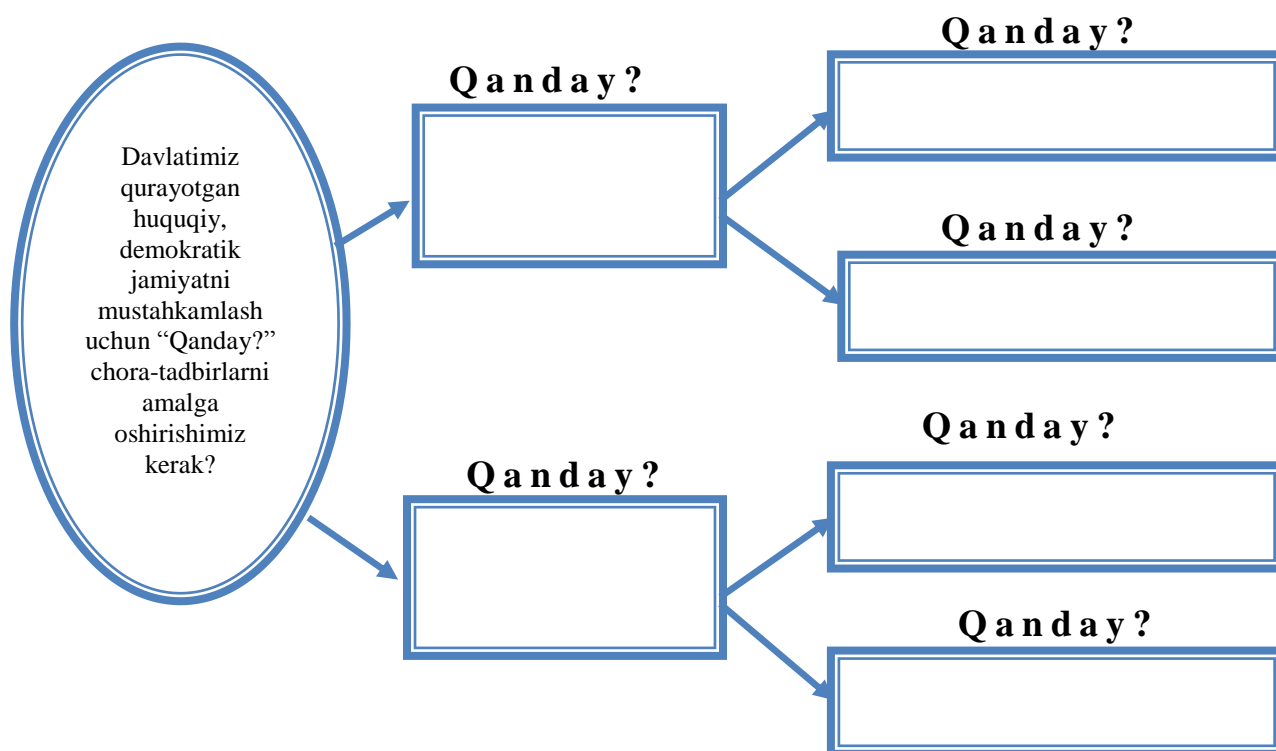 Davlatimiz
qurayotgan
huquqiy,
demokratik
jamiyatni
mustahkamlash
uchun “Qanday?”
chora-tadbirlarni
amalga
oshirishimiz
kerak?
Qanday?
Qanday?
Qanday?
Qanday?
Qanday?
Qanday?